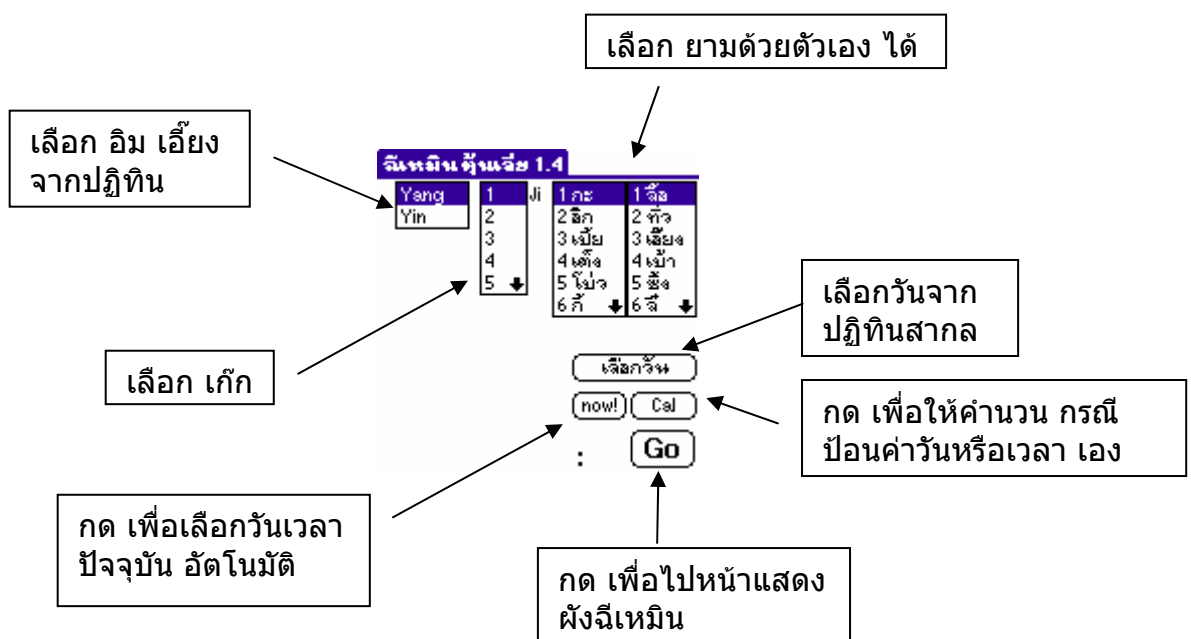 เลือก ยามด้วยตัวเอง ได้
เลือก อิม เอี๊ยง
จากปฏิทิน
ฉีเหมิน ตุ้นเจี่ย 1.4
Yang
Yin
1
2
3
4
5
Ji
1 กะ
2 อิก
3 เปี้ย
4 เต็ง
5 โบ่ว
6 กี้
1 จื้อ
2 ทิ่ว
3 เอี้ยง
4 เบ้า
5 ซิ้ง
6 จี๋
เลือก เก๊ก
เลือกวันจาก
ปฏิทินสากล
เลือกวัน
now!
Cal
กด เพื่อให้คำนวน กรณี
ป้อนค่าวันหรือเวลา เอง
:
Go
กด เพื่อเลือกวันเวลา
ปัจจุบัน อัตโนมัติ
กด เพื่อไปหน้าแสดง
ผังฉีเหมิน